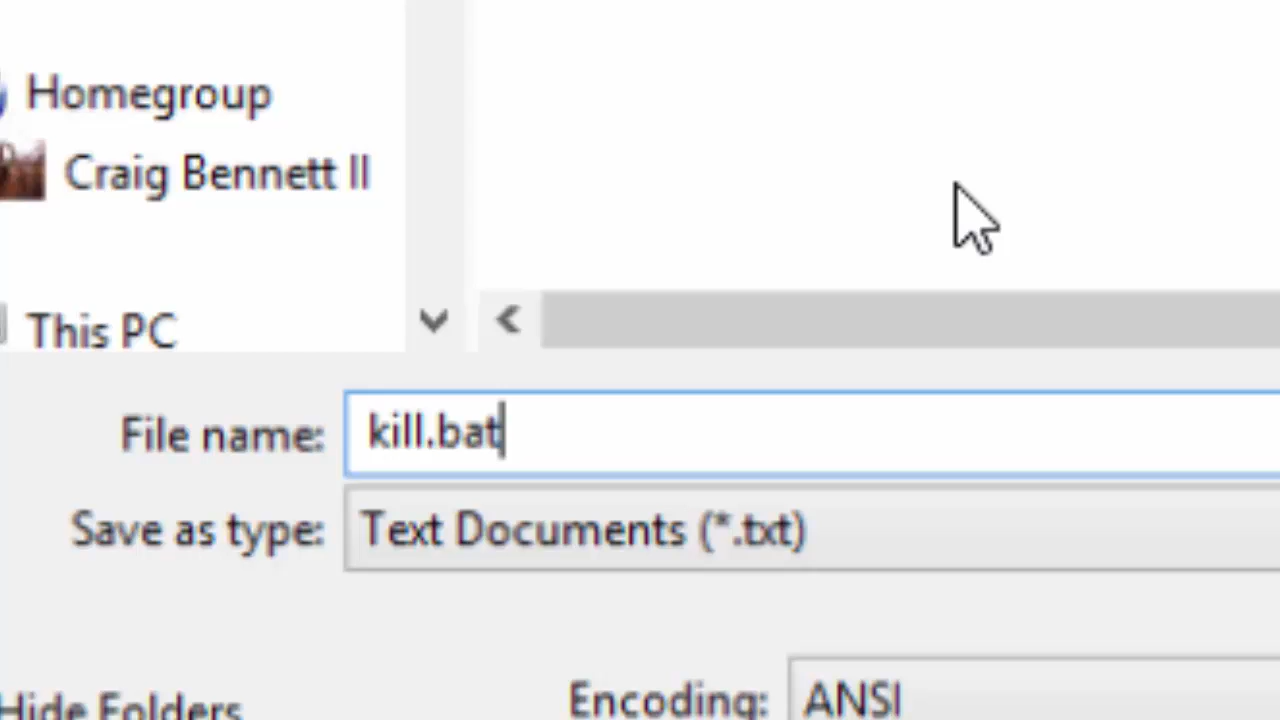 Homegroup
Craig Bennett II
This PC
File name: kill.bat
Save as type: Text Documents (*.txt)
Hide Folders Encoding: ANSI